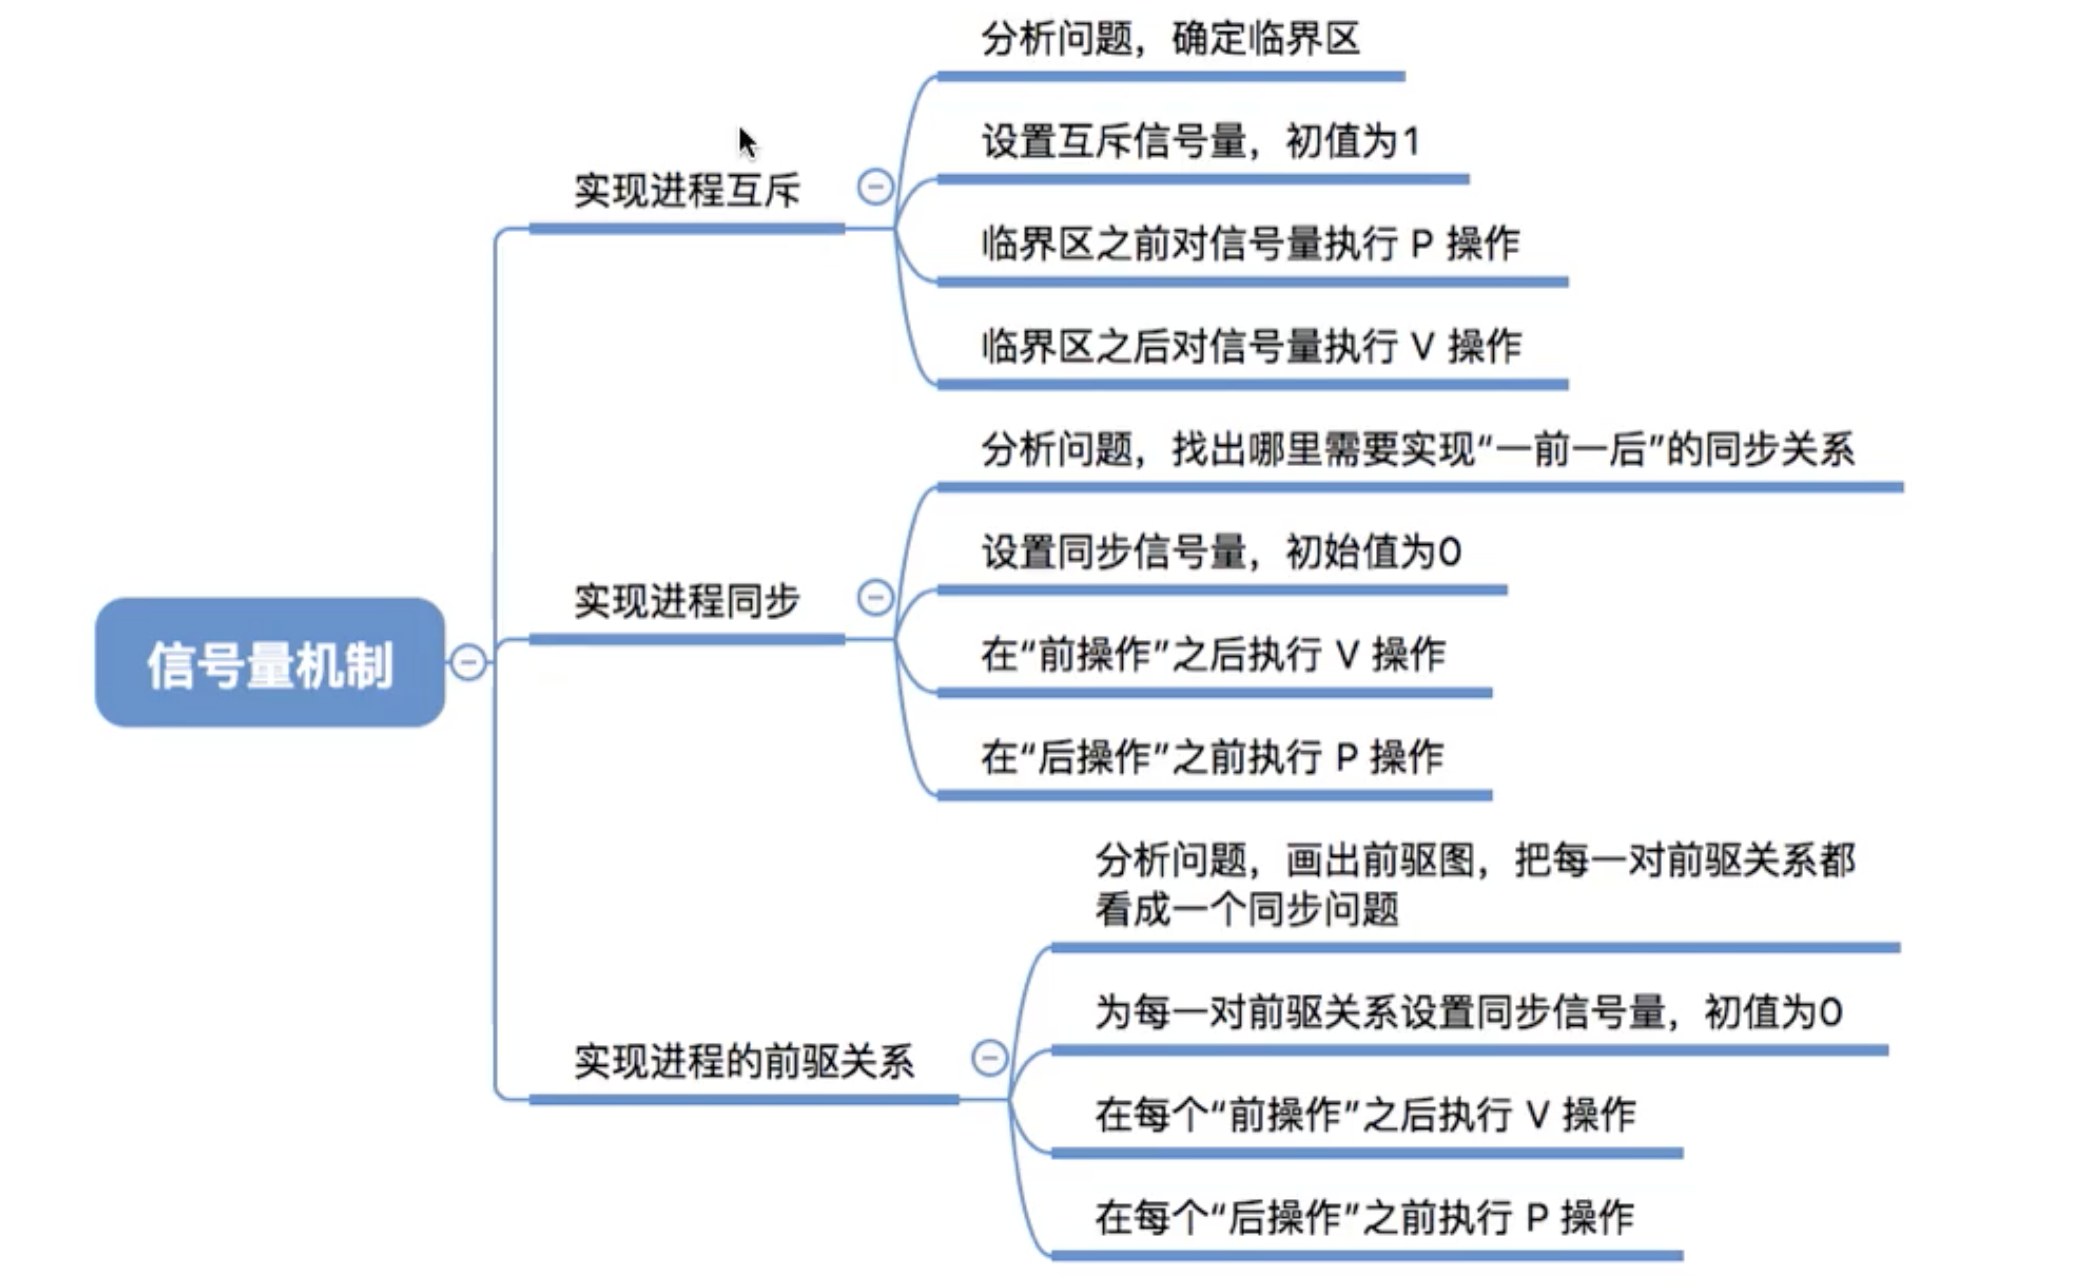 信号量机制
实现进程互斥
分析问题，确定临界区
设置互斥信号量，初值为1
临界区之前对信号量执行 P 操作
临界区之后对信号量执行 V 操作
实现进程同步
分析问题，找出哪里需要实现“一前一后”的同步关系
设置同步信号量，初始值为0
在“前操作”之后执行 V 操作
在“后操作”之前执行 P 操作
实现进程的前驱关系
分析问题，画出前驱图，把每一对前驱关系都
看成一个同步问题
为每一对前驱关系设置同步信号量，初值为0
在每个“前操作”之后执行 V 操作
在每个“后操作”之前执行 P 操作